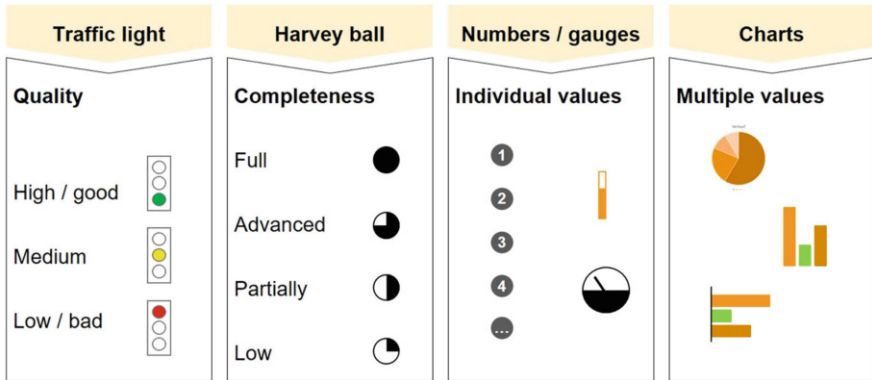 Traffic light
Quality
High / good
Medium
Low / bad
Harvey ball
Completeness
Full
Advanced
Partially
Low
Numbers / gauges
Individual values
1
2
3
4
...
Charts
Multiple values